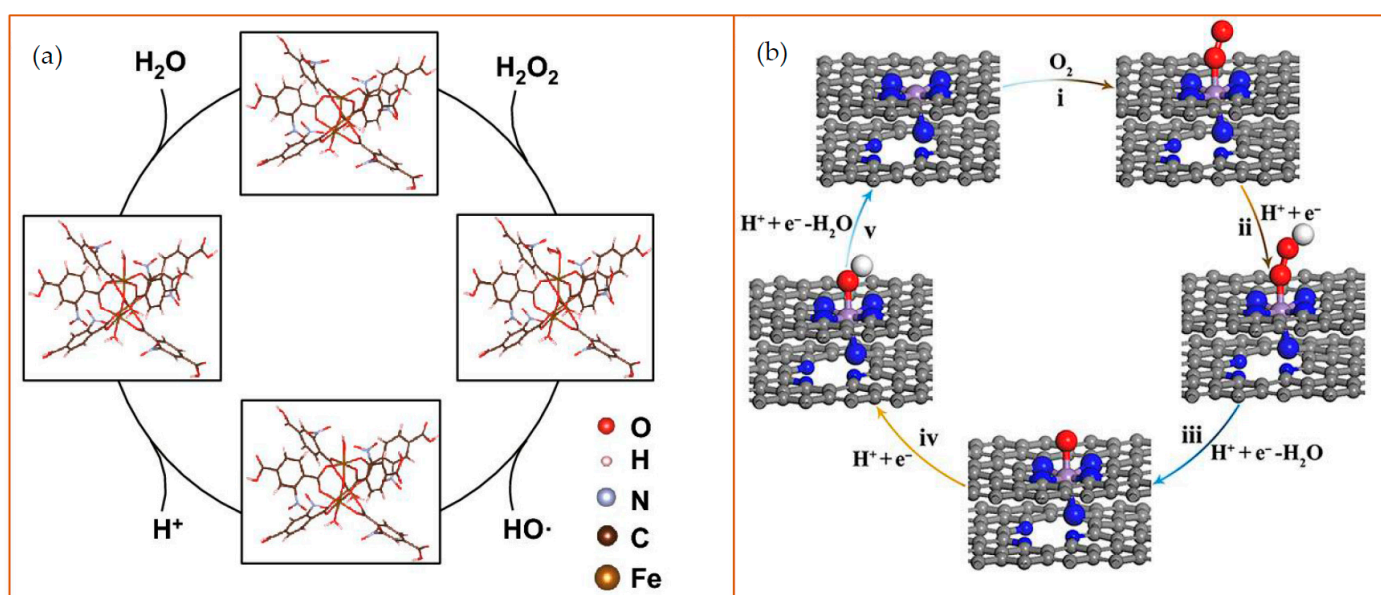 (a)
H₂O
H₂O₂
H⁺
HO·
O
H
N
C
Fe
(b)
O₂
i
ii
H⁺ + e⁻
iii
H⁺ + e⁻ -H₂O
iv
H⁺ + e⁻
H⁺ + e⁻ -H₂O
v